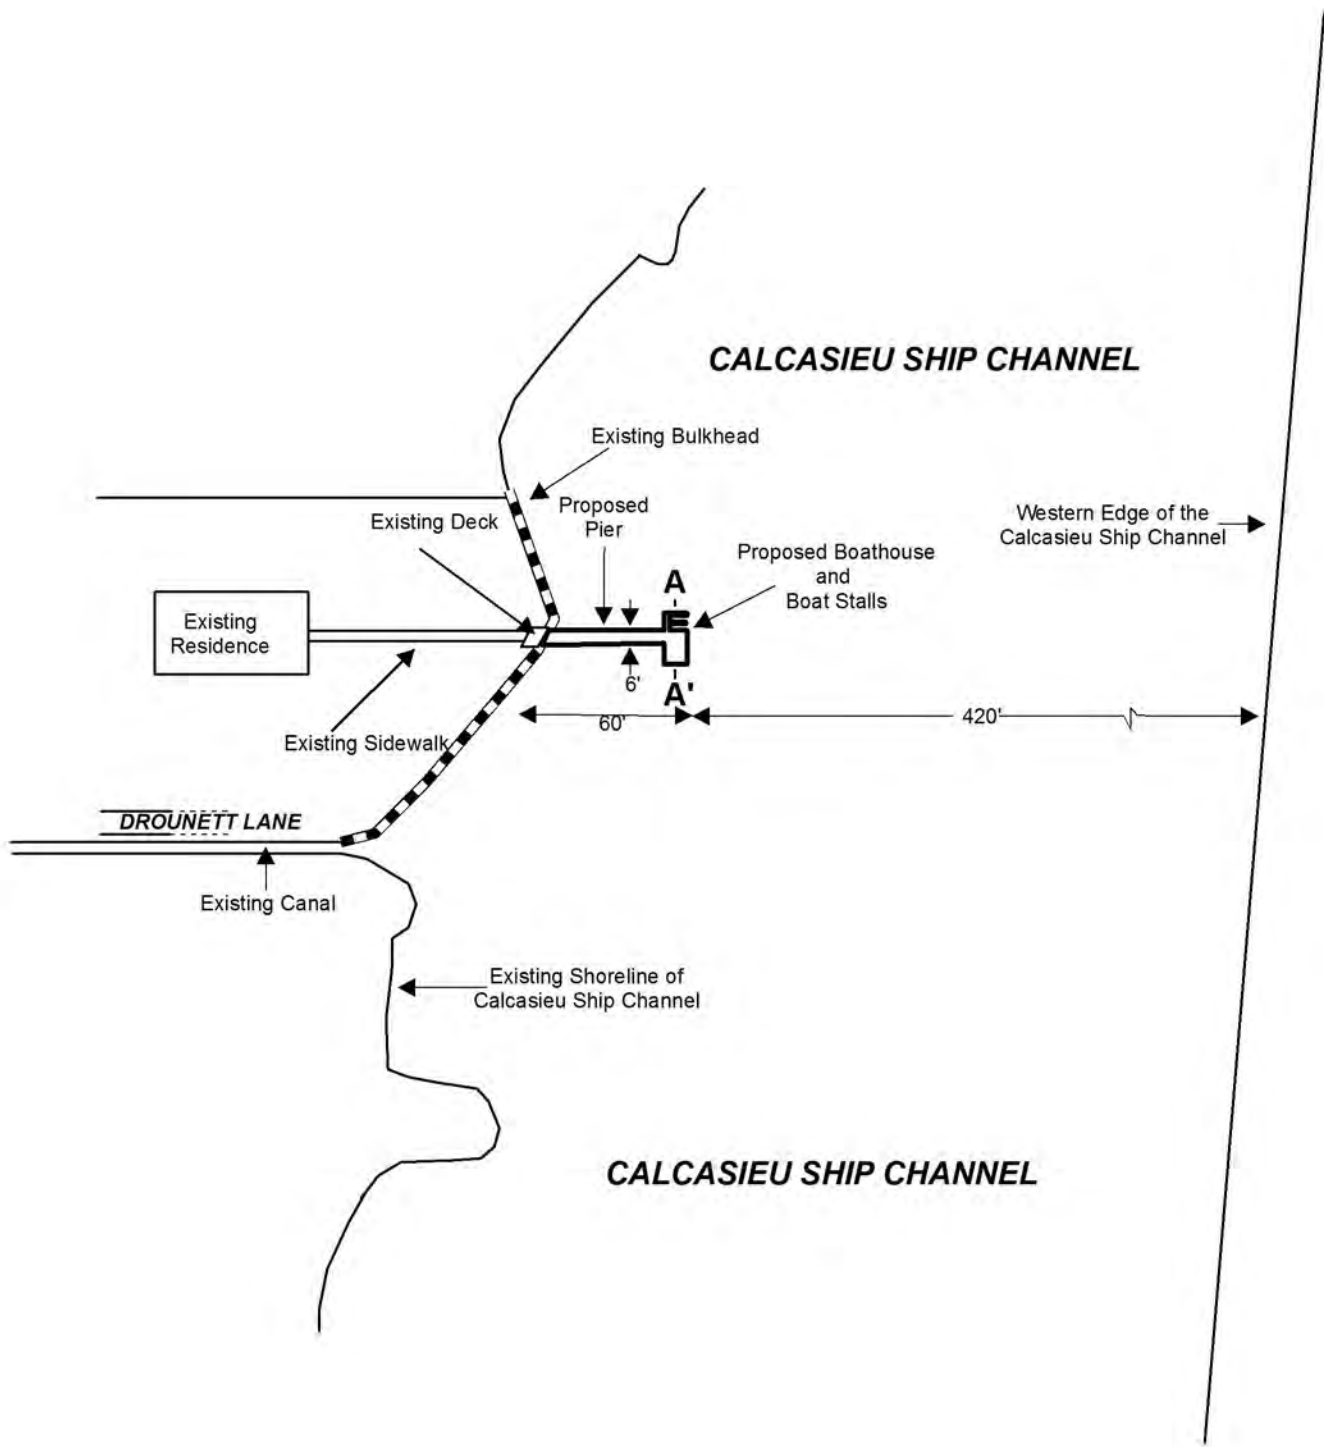 CALCASIEU SHIP CHANNEL
Existing Bulkhead
Existing Deck
Proposed
Pier
Western Edge of the
Calcasieu Ship Channel
Proposed Boathouse
and
Boat Stalls
A
Existing
Residence
6'
A'
60'
420'
Existing Sidewalk
DROUNETT LANE
Existing Canal
Existing Shoreline of
Calcasieu Ship Channel
CALCASIEU SHIP CHANNEL